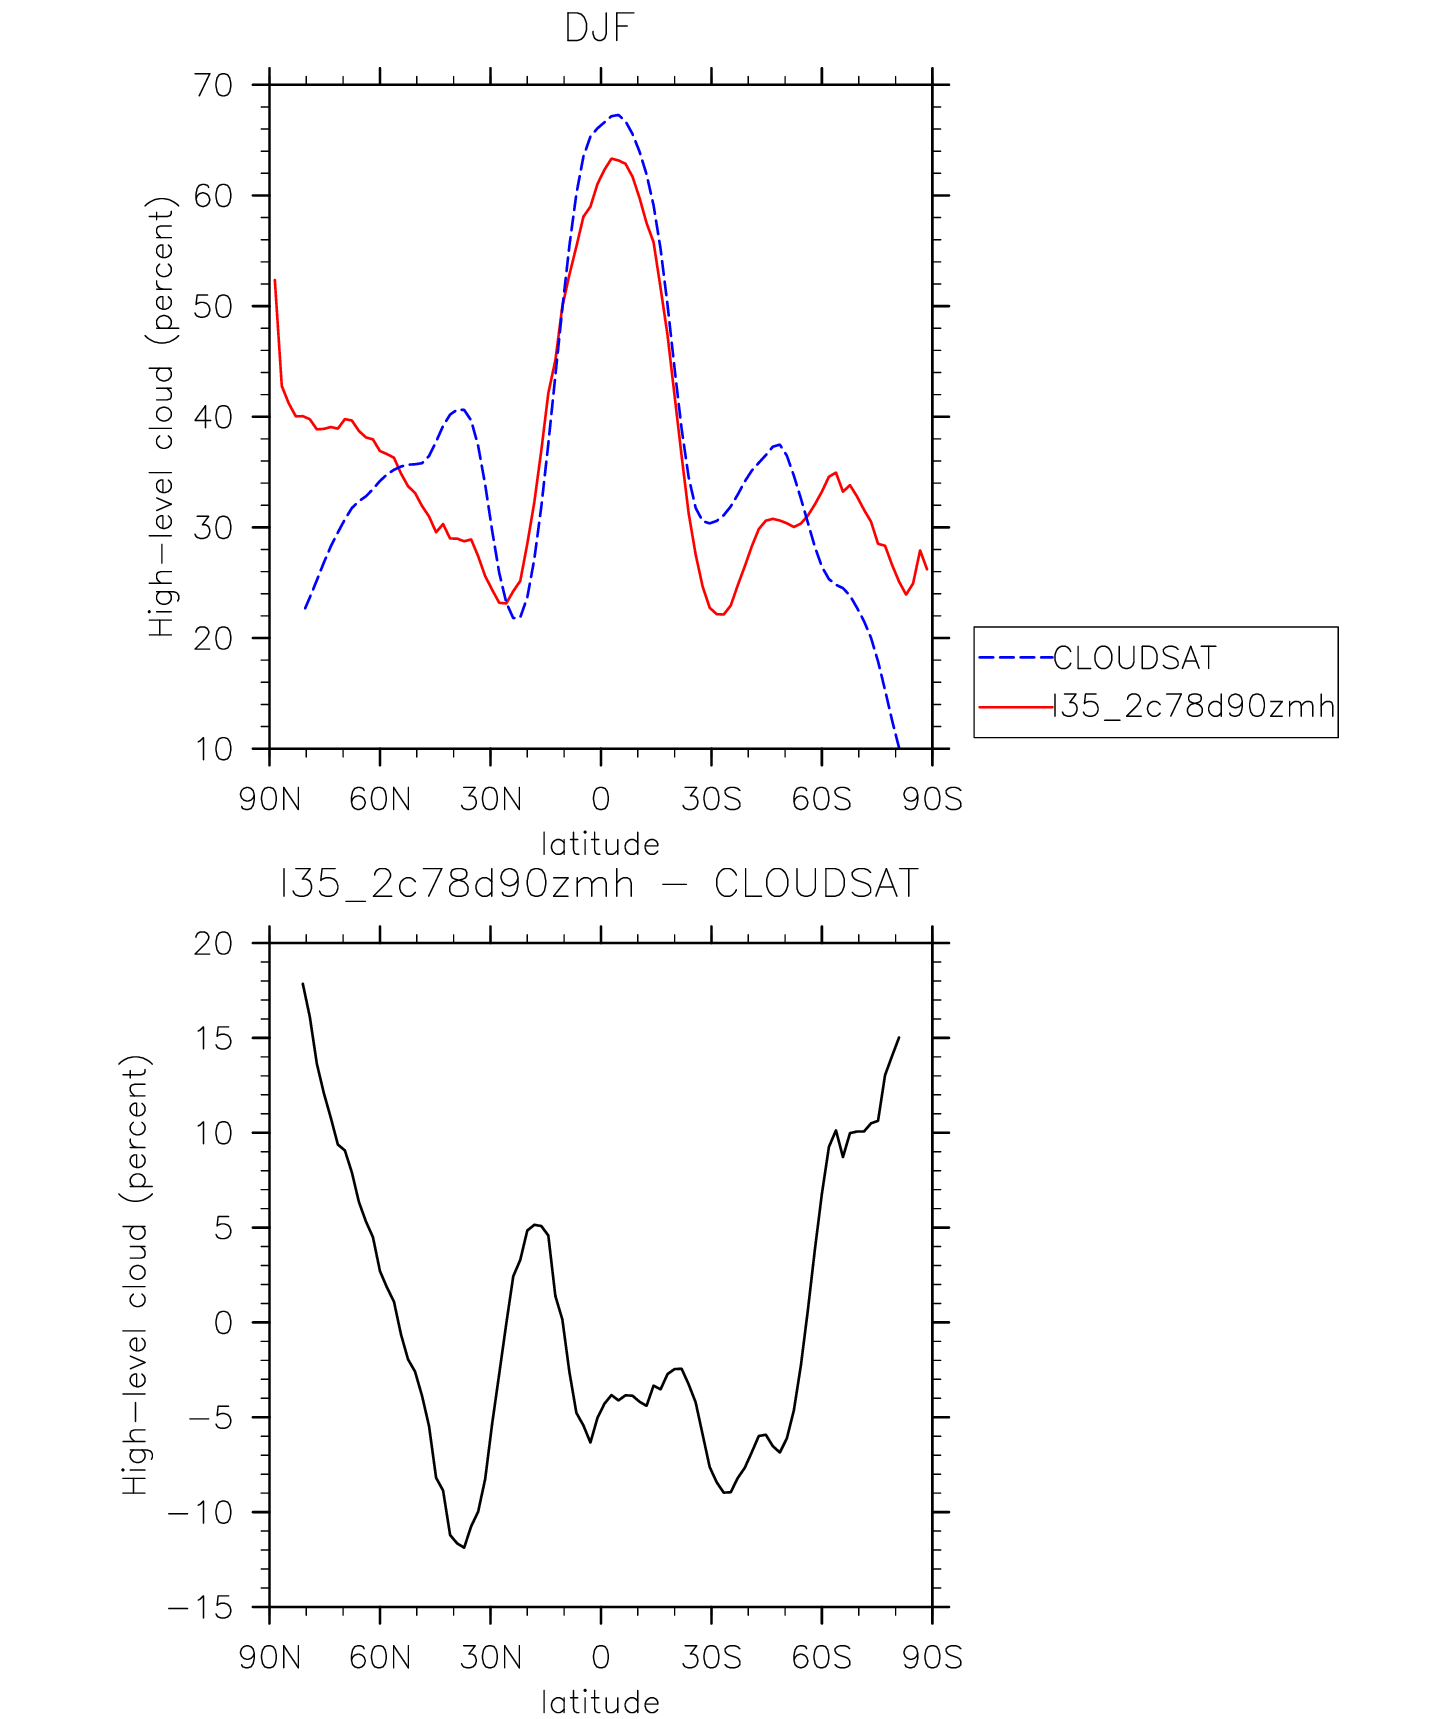 DJF
High-level cloud (percent)
70
60
50
40
30
20
10
90N 60N 30N 0 30S 60S 90S
latitude
CLOUDSAT
I35_2c78d90zmh
I35_2c78d90zmh - CLOUDSAT
High-level cloud (percent)
20
15
10
5
0
-5
-10
-15
90N 60N 30N 0 30S 60S 90S
latitude